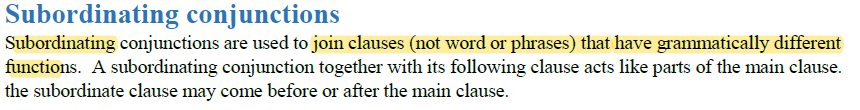 Subordinating conjunctions
Subordinating conjunctions are used to join clauses (not word or phrases) that have grammatically different
functions.  A subordinating conjunction together with its following clause acts like parts of the main clause.
the subordinate clause may come before or after the main clause.